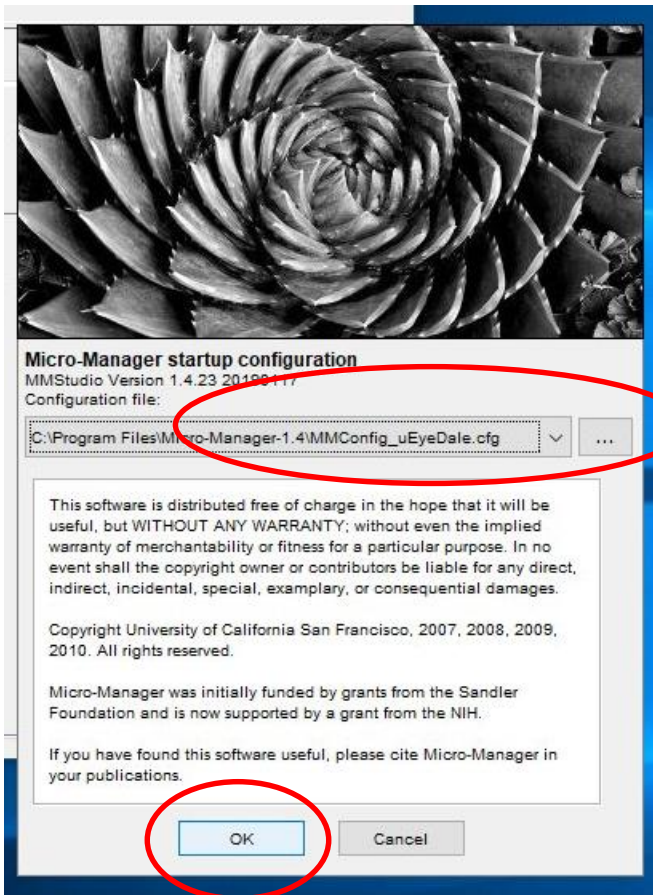 Micro-Manager startup configuration
MMStudio Version 1.4.23 20190117
Configuration file:
C:\Program Files\Micro-Manager-1.4\MMConfig_uEyeDale.cfg
...
This software is distributed free of charge in the hope that it will be
useful, but WITHOUT ANY WARRANTY; without even the implied
warranty of merchantability or fitness for a particular purpose. In no
event shall the copyright owner or contributors be liable for any direct,
indirect, incidental, special, examplary, or consequential damages.
Copyright University of California San Francisco, 2007, 2008, 2009,
2010. All rights reserved.
Micro-Manager was initially funded by grants from the Sandler
Foundation and is now supported by a grant from the NIH.
If you have found this software useful, please cite Micro-Manager in
your publications.
OK
Cancel